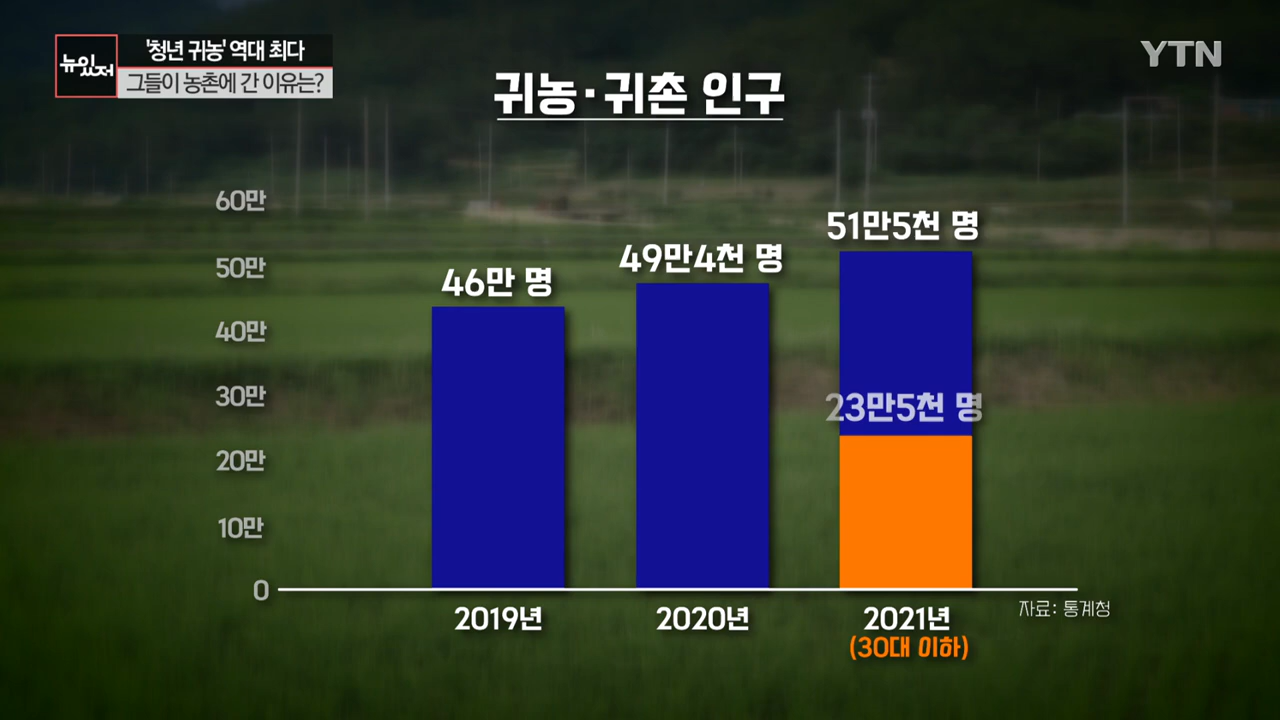 뉴있저
'청년 귀농' 역대 최다
그들이 농촌에 간 이유는?
YTN
귀농·귀촌 인구
60만
50만
40만
30만
20만
10만
0
46만 명
49만4천 명
51만5천 명
23만5천 명
2019년
2020년
2021년
(30대 이하)
자료: 통계청